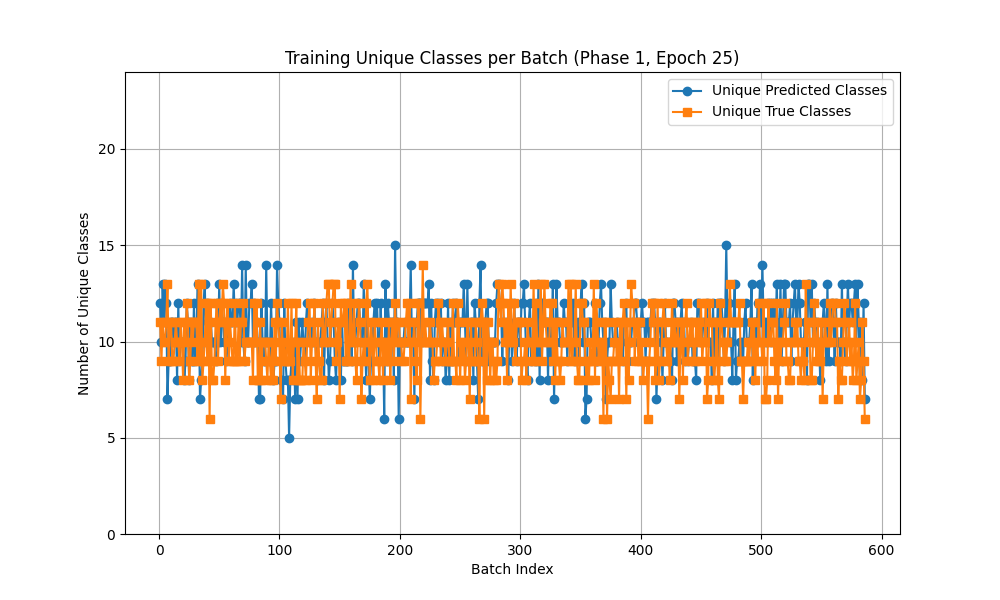 Training Unique Classes per Batch (Phase 1, Epoch 25)
Unique Predicted Classes
Unique True Classes
Number of Unique Classes
20
15
10
5
0
0 100 200 300 400 500 600
Batch Index